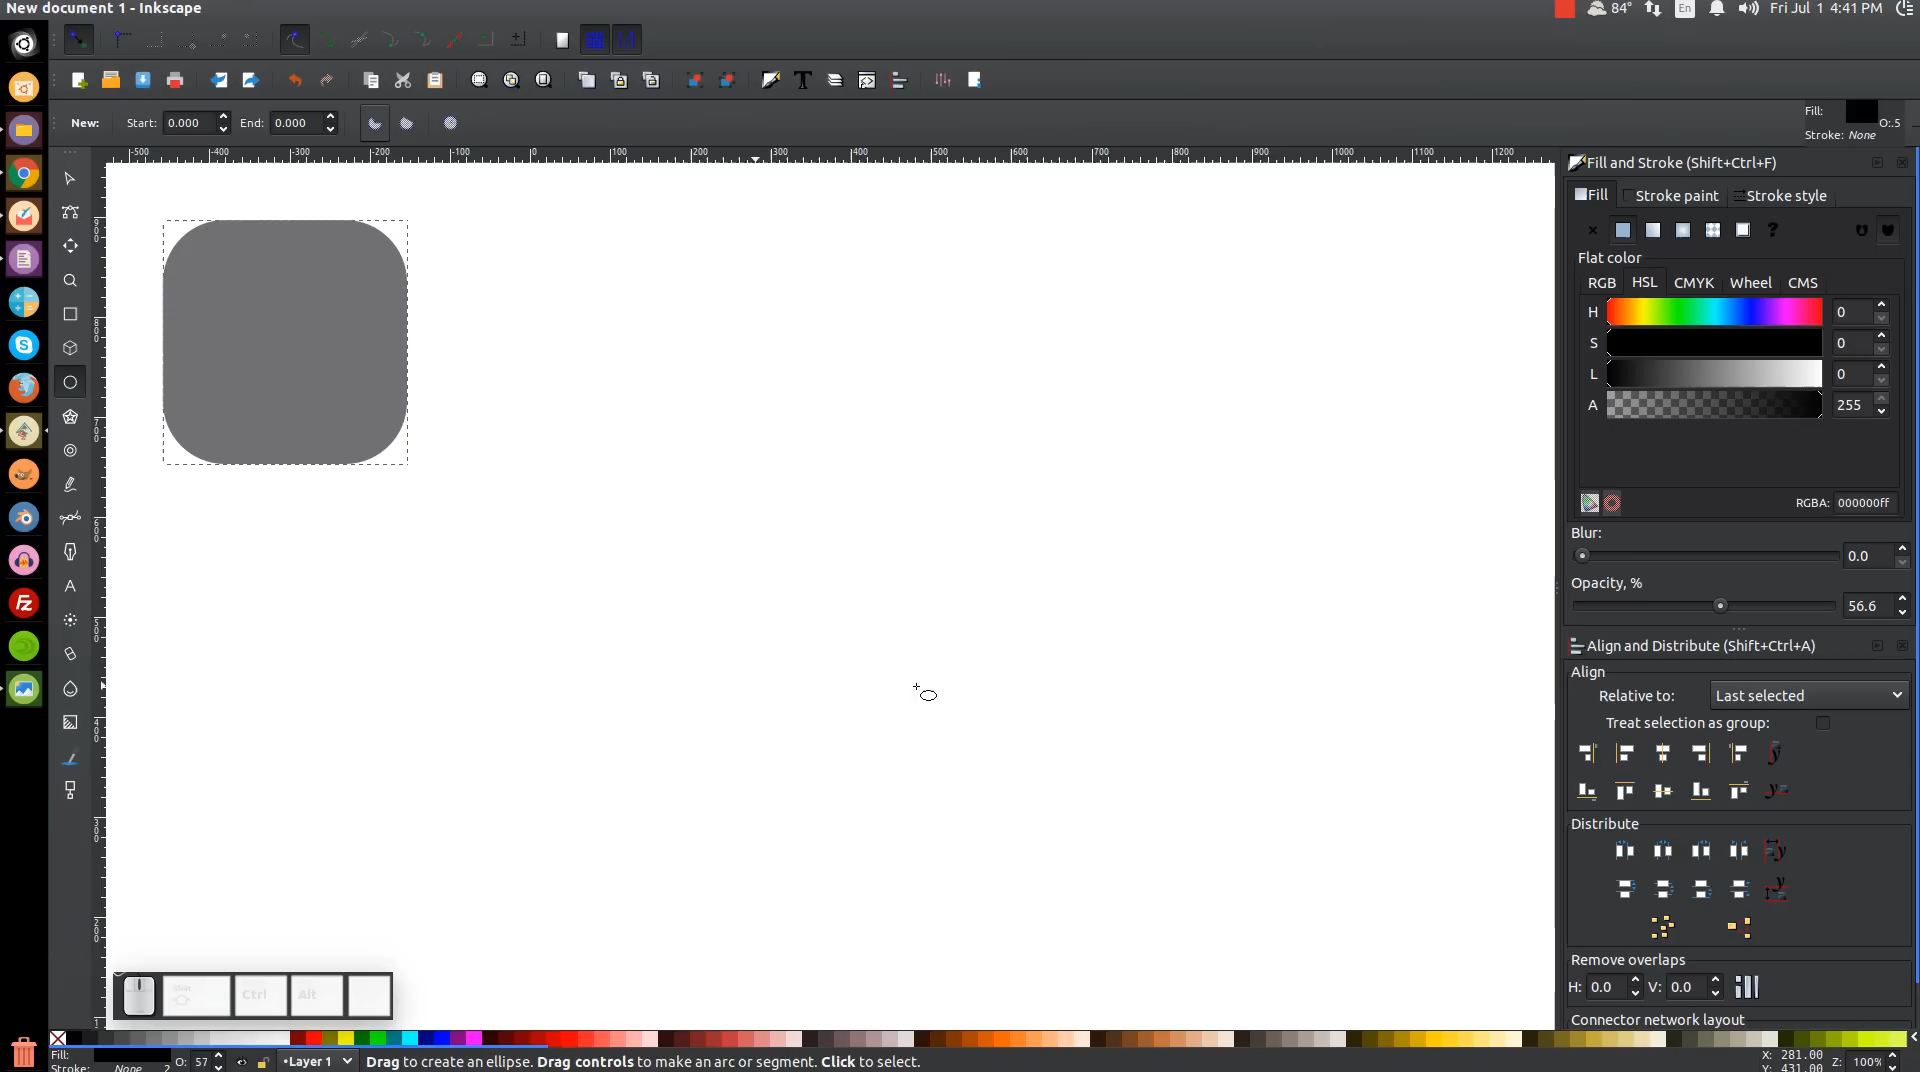 New document 1 - Inkscape
84°
En
Fri Jul 1 4:41 PM
New:
Start:
0.000
End:
0.000
Fill:
O:.5
Stroke: None
-500
-400
-300
-200
-100
0
100
200
300
400
500
600
700
800
900
1000
1100
1200
Fill and Stroke (Shift+Ctrl+F)
Fill
Stroke paint
Stroke style
?
Flat color
RGB
HSL
CMYK
Wheel
CMS
H
0
S
0
L
0
A
255
RGBA:
000000ff
Blur:
0.0
Opacity, %
56.6
Align and Distribute (Shift+Ctrl+A)
Align
Relative to:
Last selected
Treat selection as group:
Distribute
Remove overlaps
H:
0.0
V:
0.0
Connector network layout
Fz
Shift
Ctrl
Alt
Fill:
Stroke:
None
2
O:
57
•Layer 1
Drag to create an ellipse. Drag controls to make an arc or segment. Click to select.
X: 281.00
Y: 431.00
Z:
100%